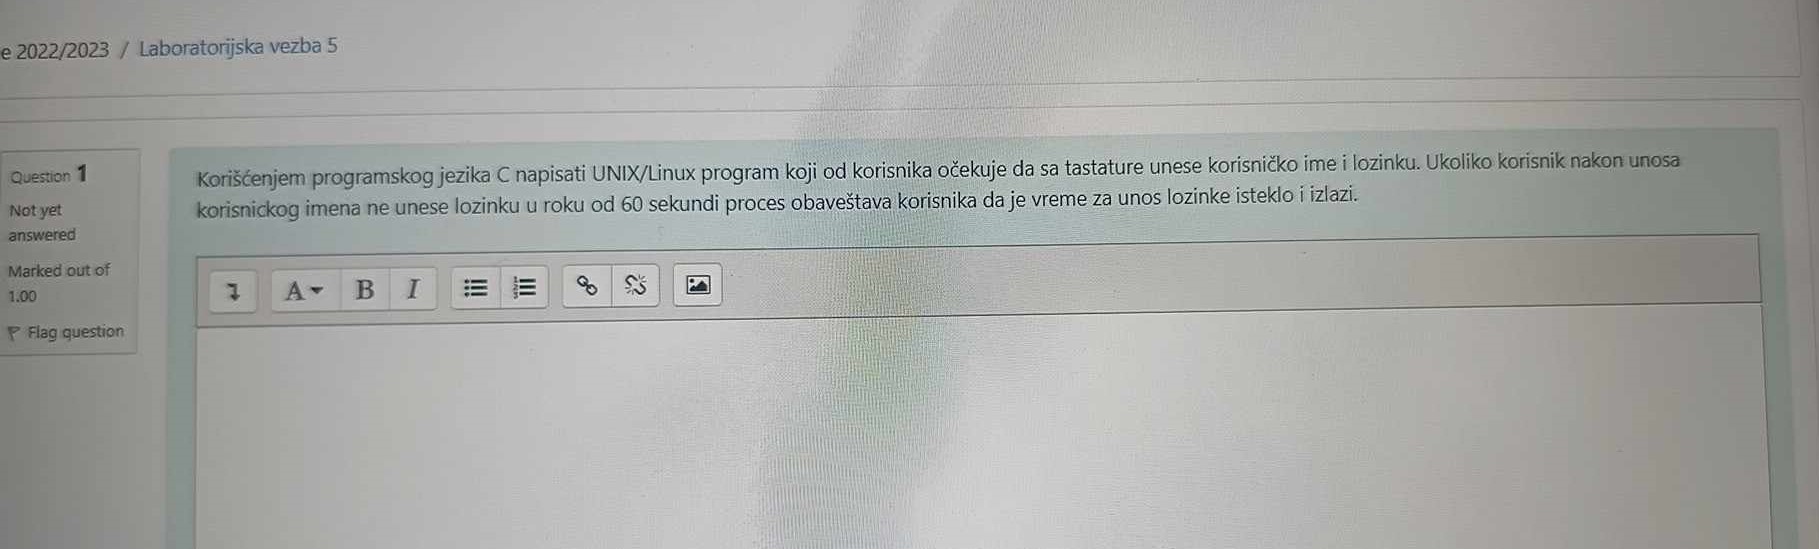 e 2022/2023 / Laboratorijska vezba 5
Question 1
Not yet
answered
Marked out of
1.00
Flag question
Korišćenjem programskog jezika C napisati UNIX/Linux program koji od korisnika očekuje da sa tastature unese korisničko ime i lozinku. Ukoliko korisnik nakon unosa
korisnickog imena ne unese lozinku u roku od 60 sekundi proces obaveštava korisnika da je vreme za unos lozinke isteklo i izlazi.
A B I